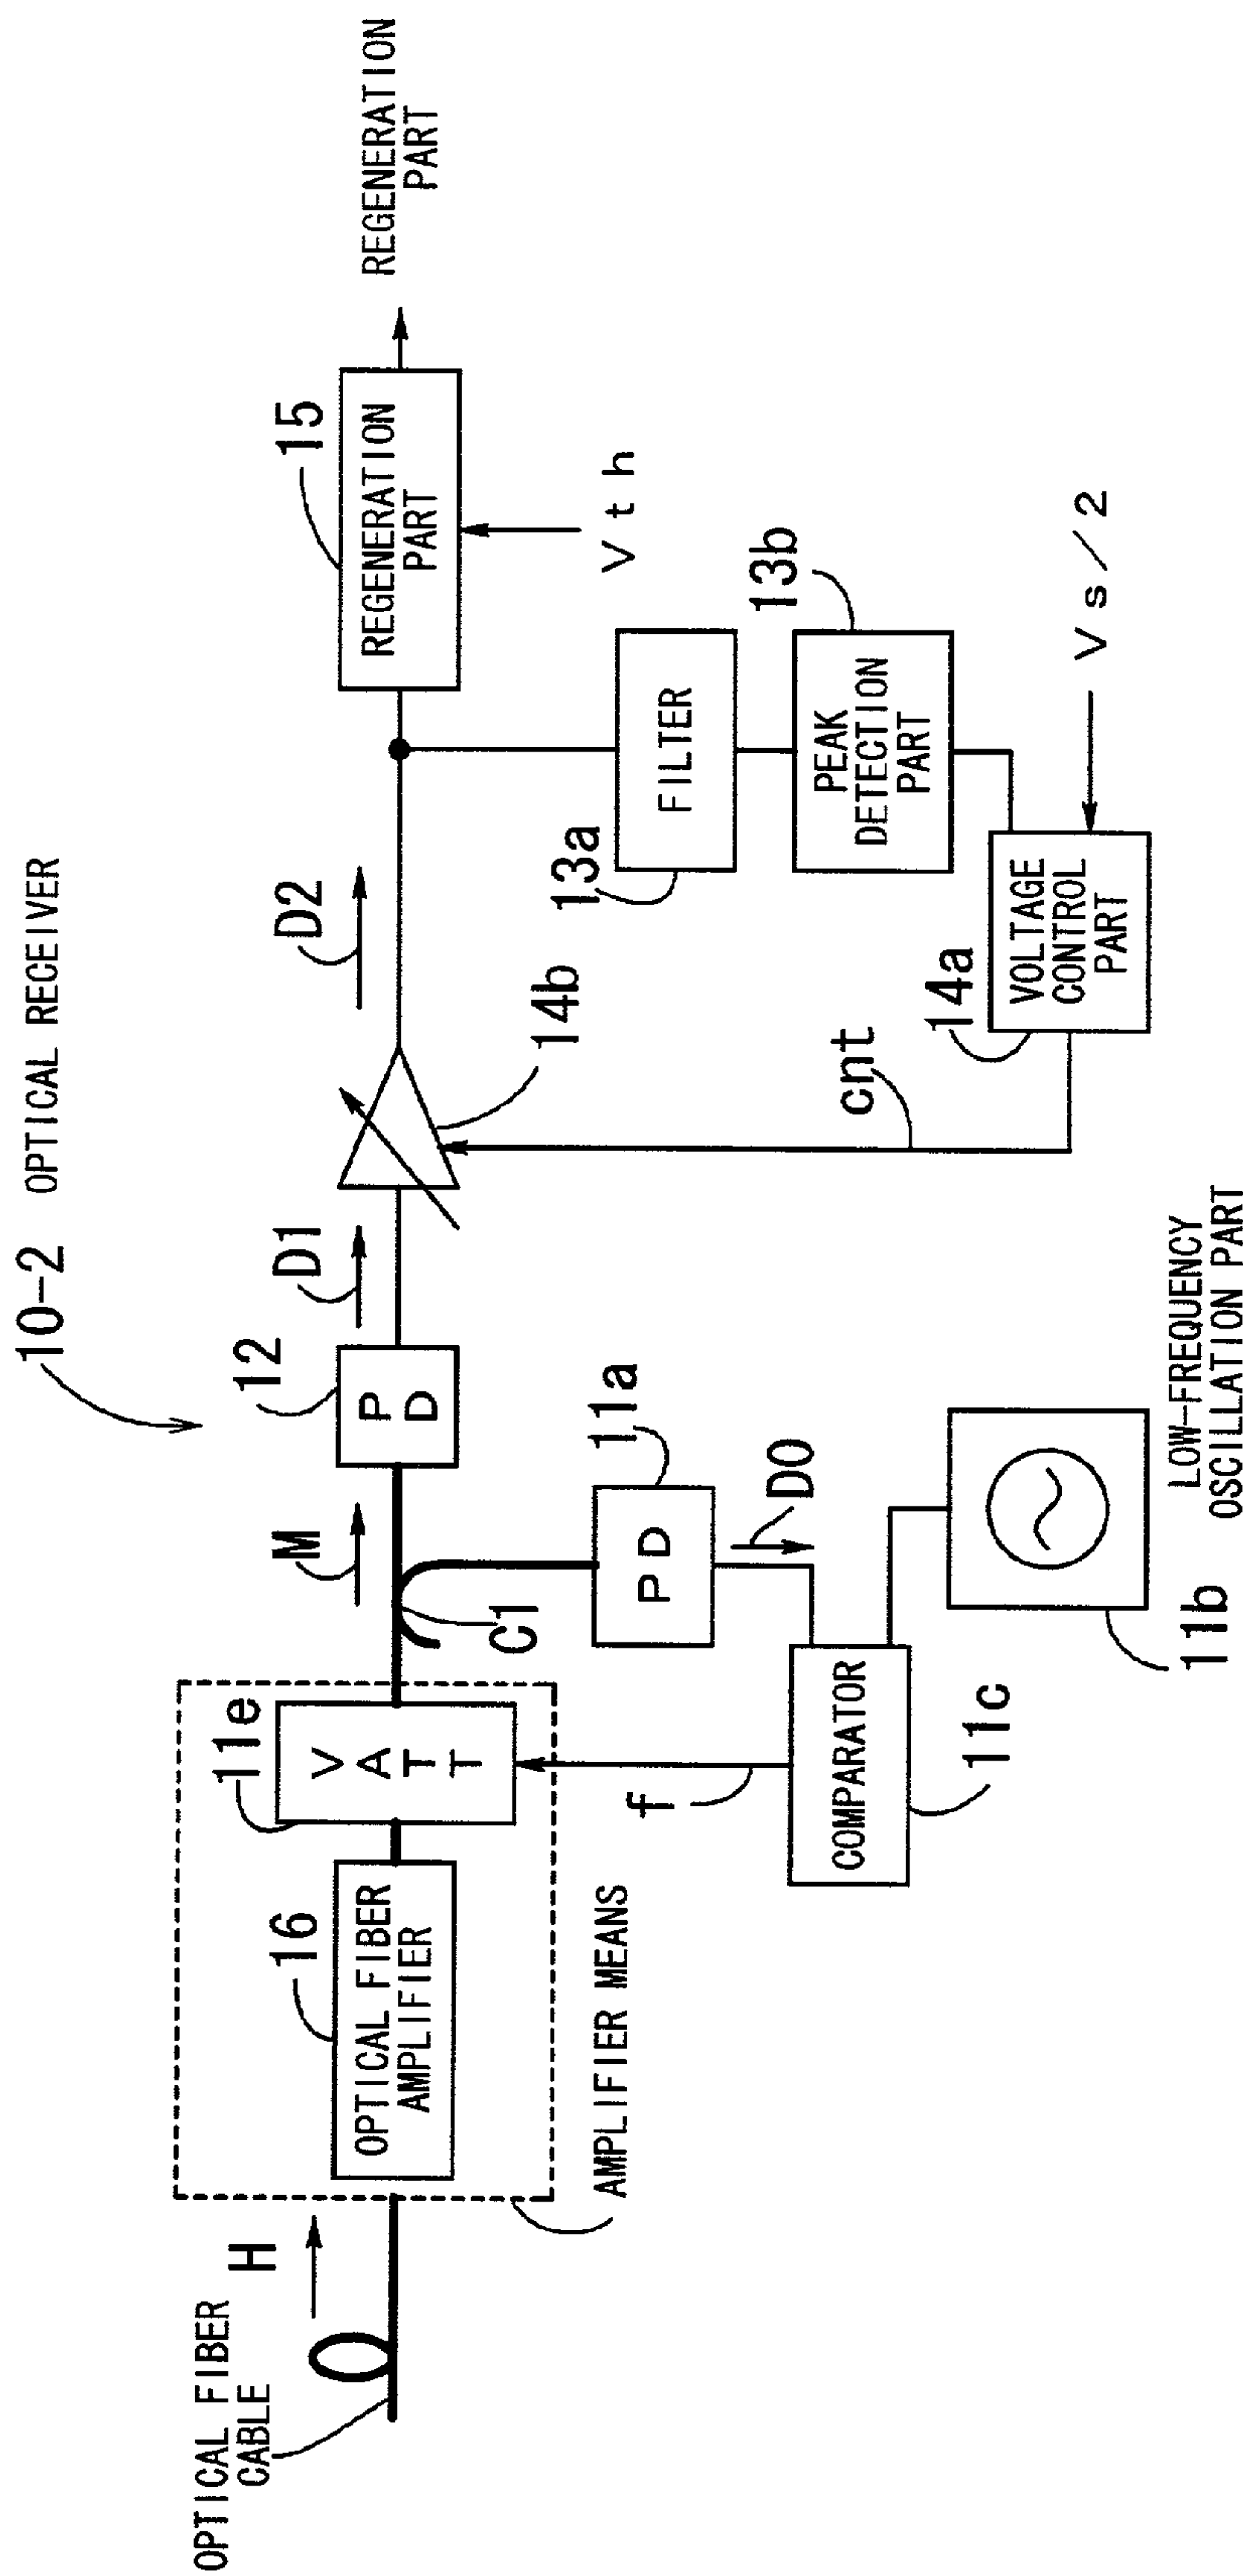 10-2 OPTICAL RECEIVER
OPTICAL FIBER
CABLE
H
16
OPTICAL FIBER
AMPLIFIER
AMPLIFIER MEANS
11e
V
A
T
T
f
C1
M
12
P
D
D1
14b
D2
15
REGENERATION
PART
REGENERATION
PART
Vth
11a
PD
D0
COMPARATOR
11c
11b
LOW-FREQUENCY
OSCILLATION PART
cnt
13a
FILTER
13b
PEAK
DETECTION
PART
14a
VOLTAGE
CONTROL
PART
Vs/2